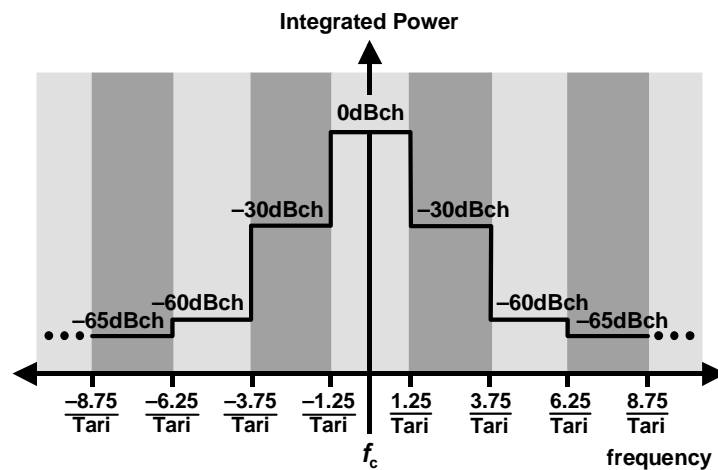 Integrated Power
0dBch
–30dBch
–30dBch
–60dBch
–60dBch
–65dBch
–65dBch
–8.75
Tari
–6.25
Tari
–3.75
Tari
–1.25
Tari
1.25
Tari
3.75
Tari
6.25
Tari
8.75
Tari
fc
frequency